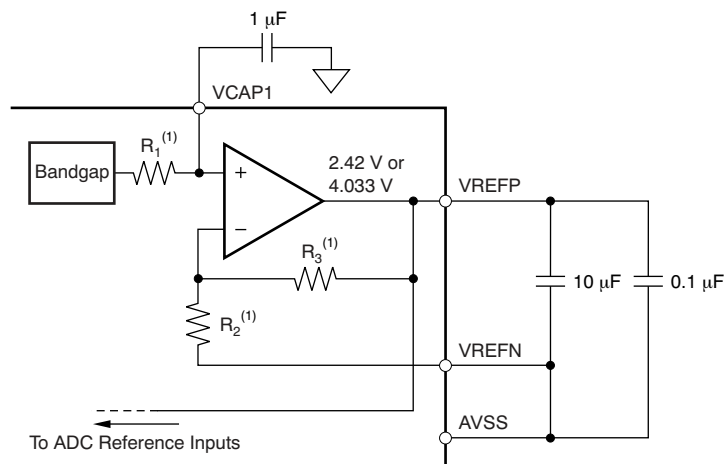 1 μF
VCAP1
R1(1)
Bandgap
+
2.42 V or
4.033 V
VREFP
−
R3(1)
10 μF
0.1 μF
R2(1)
VREFN
AVSS
To ADC Reference Inputs